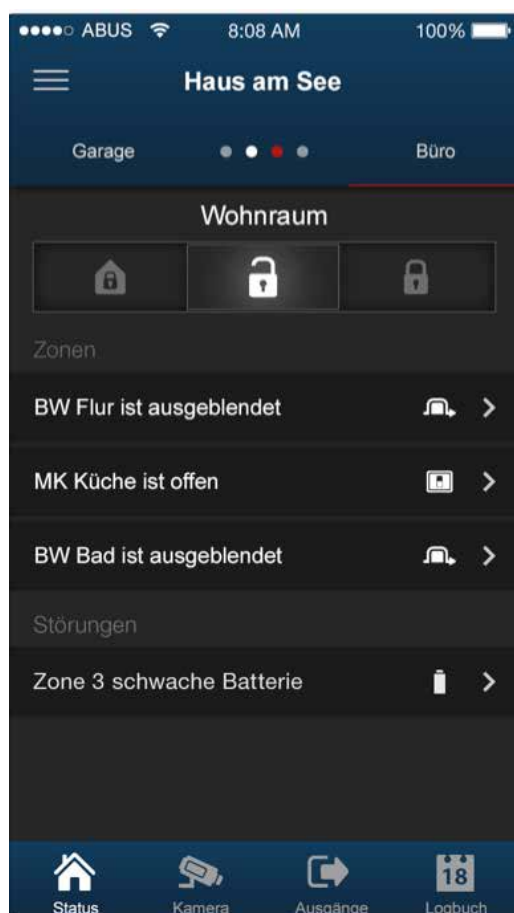 ABUS 8:08 AM 100%
Haus am See
Garage Büro
Wohnraum
Zonen
BW Flur ist ausgeblendet
MK Küche ist offen
BW Bad ist ausgeblendet
Störungen
Zone 3 schwache Batterie
18
Status Kamera Ausgänge Logbuch